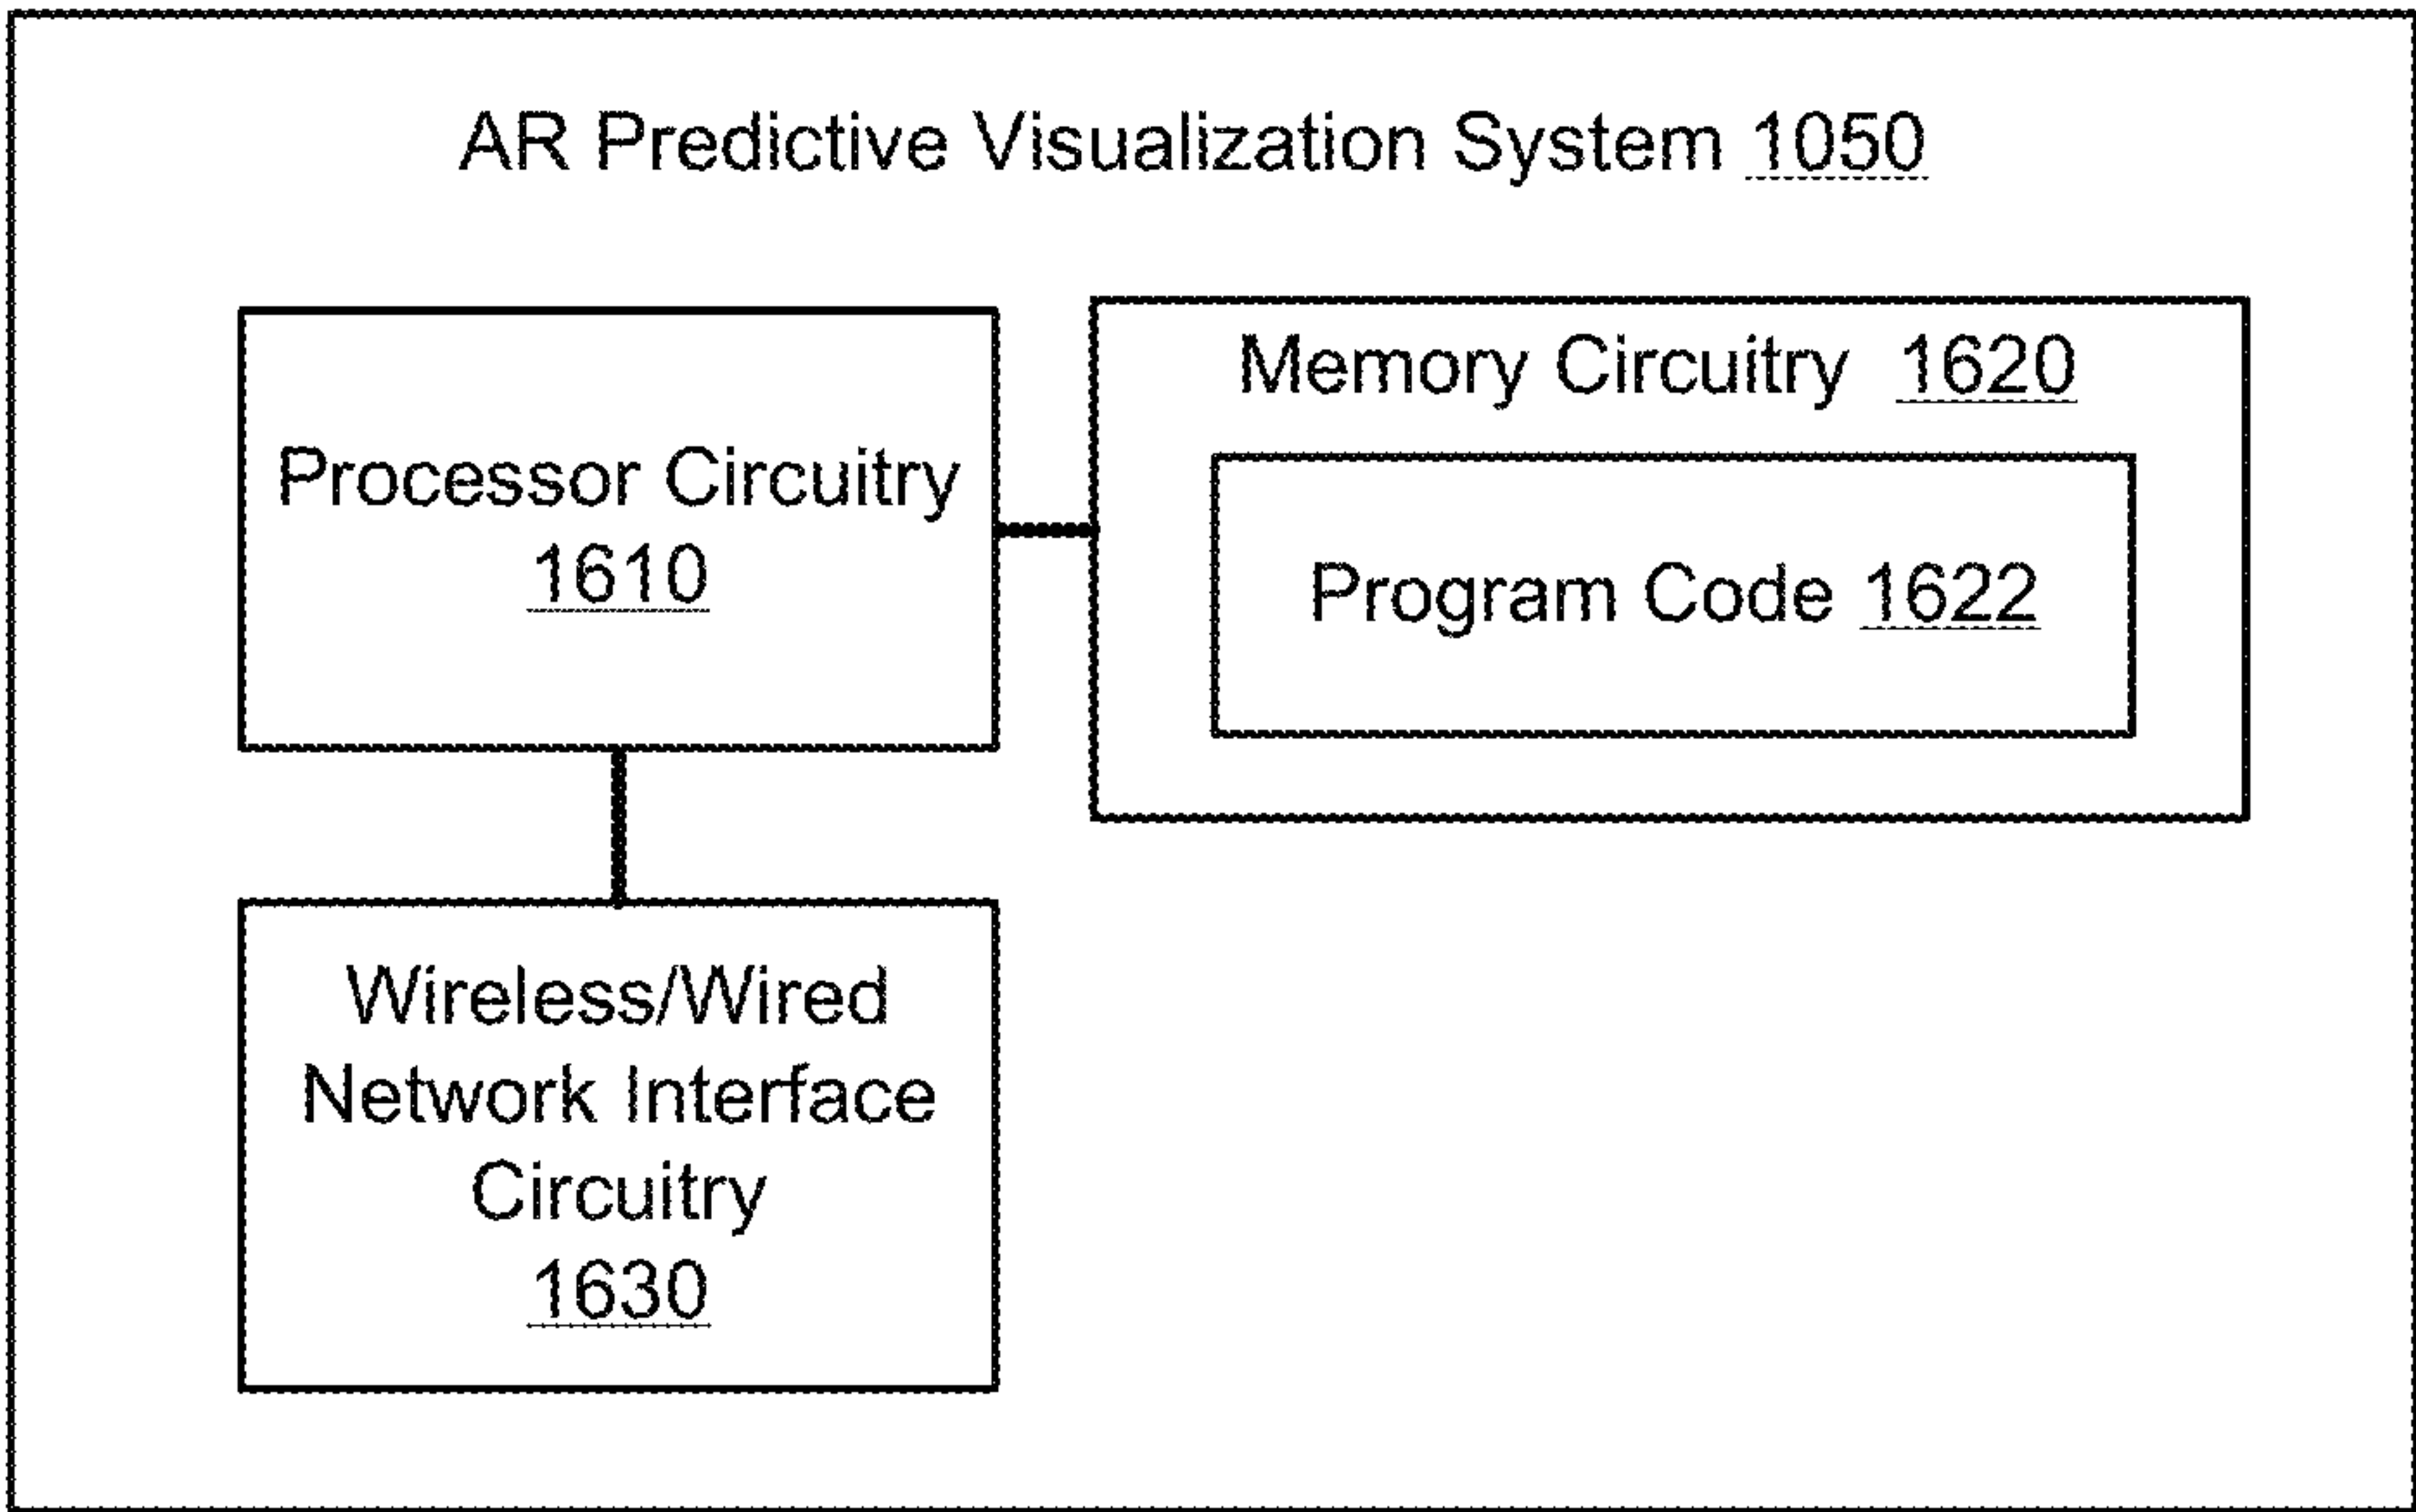 AR Predictive Visualization System 1050
Processor Circuitry
1610
Memory Circuitry 1620
Program Code 1622
Wireless/Wired
Network Interface
Circuitry
1630